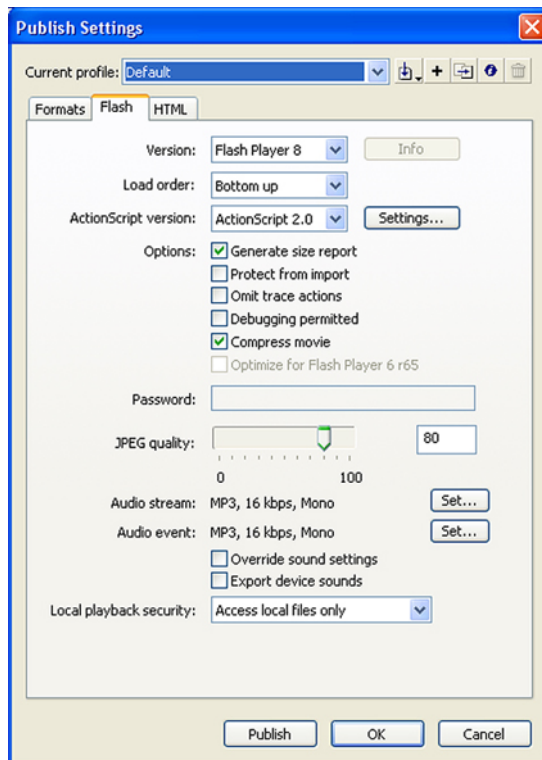 Publish Settings
Current profile: Default
Formats Flash HTML
Version: Flash Player 8 Info
Load order: Bottom up
ActionScript version: ActionScript 2.0 Settings...
Options: Generate size report
Protect from import
Omit trace actions
Debugging permitted
Compress movie
Optimize for Flash Player 6 r65
Password:
JPEG quality: 80
0 100
Audio stream: MP3, 16 kbps, Mono Set...
Audio event: MP3, 16 kbps, Mono Set...
Override sound settings
Export device sounds
Local playback security: Access local files only
Publish OK Cancel